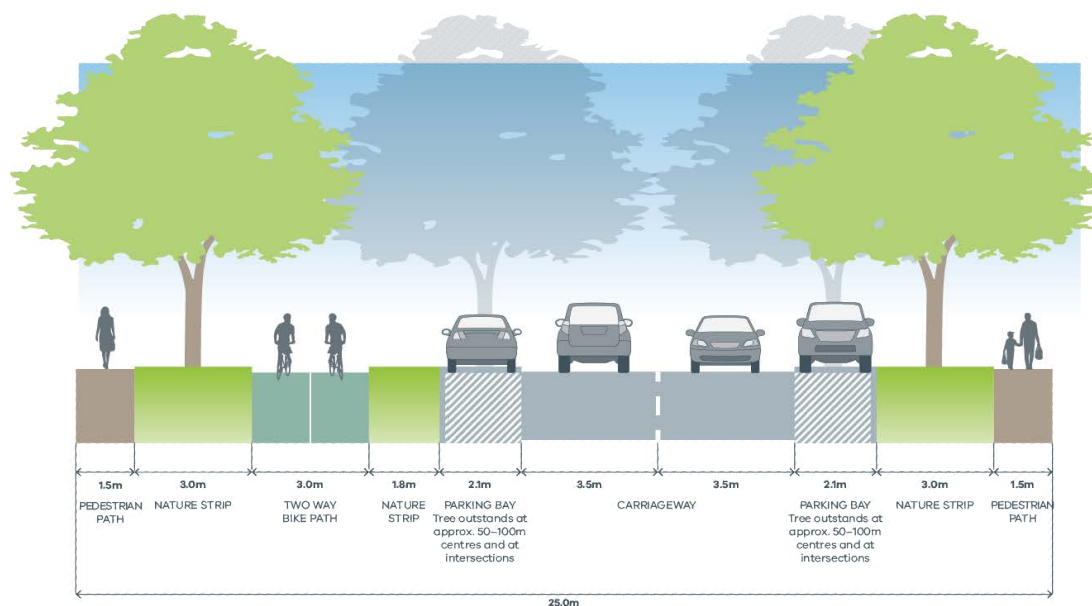 1.5m
PEDESTRIAN
PATH
3.0m
NATURE STRIP
3.0m
TWO WAY
BIKE PATH
1.8m
NATURE
STRIP
2.1m
PARKING BAY
Tree outstands at
approx. 50–100m
centres and at
intersections
3.5m
CARRIAGEWAY
3.5m
2.1m
PARKING BAY
Tree outstands at
approx. 50–100m
centres and at
intersections
3.0m
NATURE STRIP
1.5m
PEDESTRIAN
PATH
25.0m